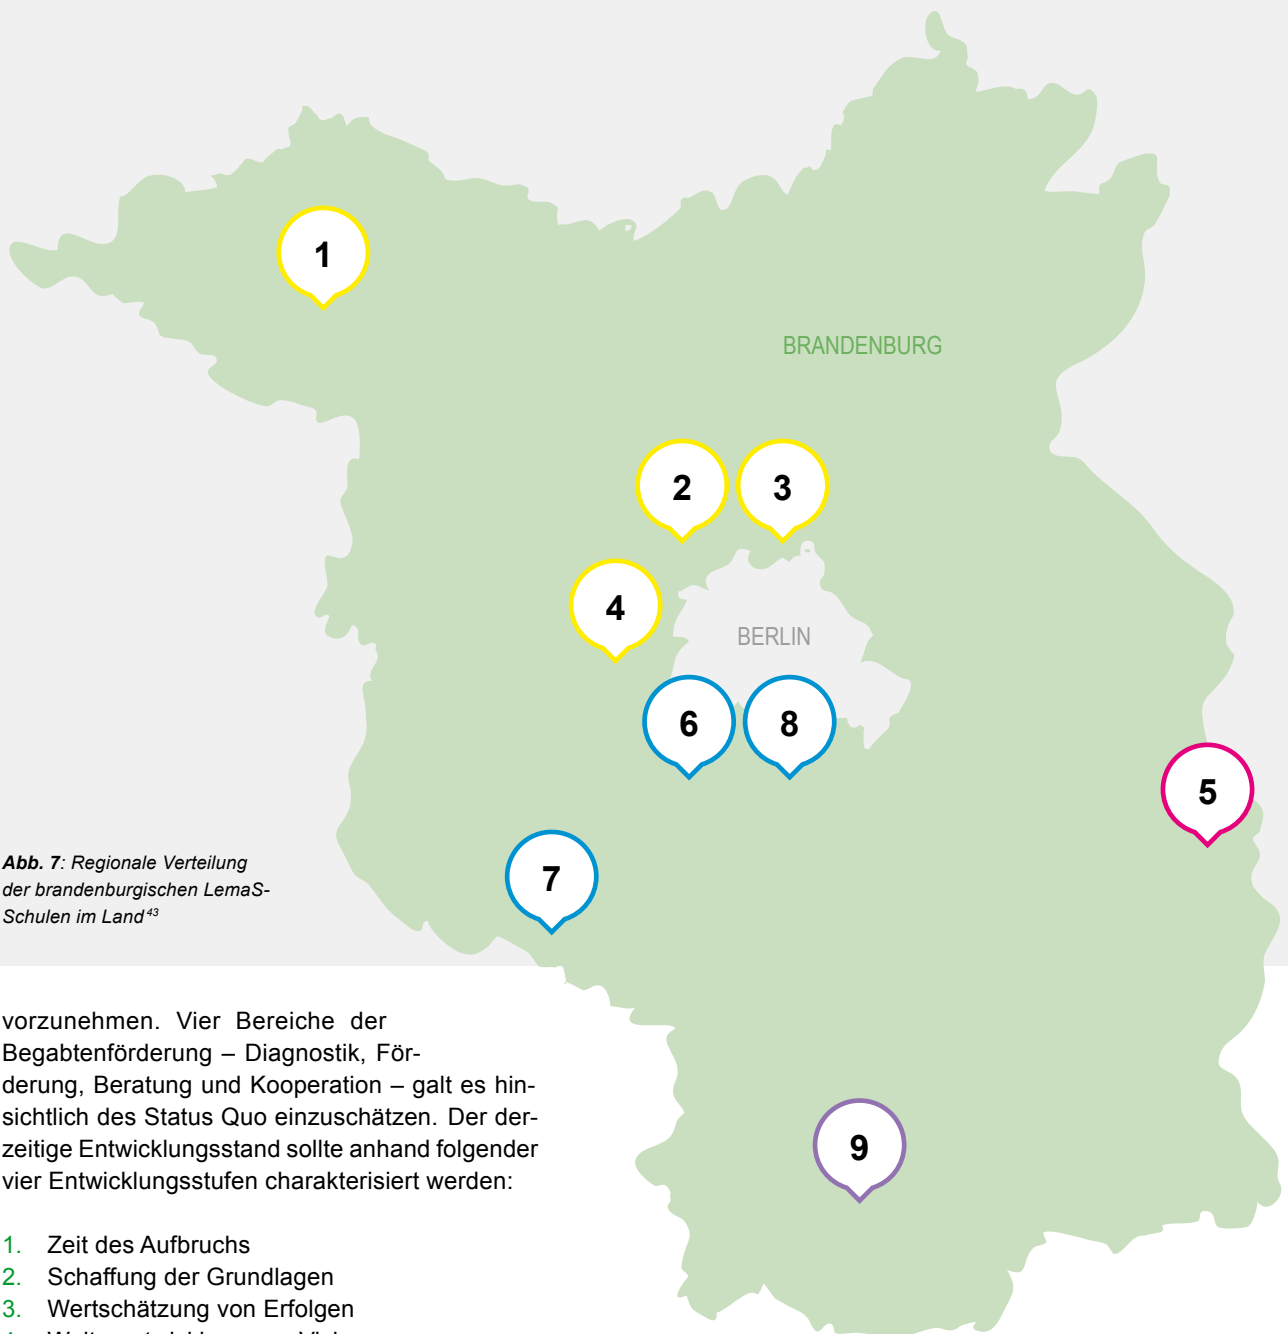 1
BRANDENBURG
2
3
4
BERLIN
6
8
5
7
Abb. 7: Regionale Verteilung
der brandenburgischen LemaS-
Schulen im Land 43
9
vorzunehmen. Vier Bereiche der
Begabtenförderung – Diagnostik, För-
derung, Beratung und Kooperation – galt es hin-
sichtlich des Status Quo einzuschätzen. Der der-
zeitige Entwicklungsstand sollte anhand folgender
vier Entwicklungsstufen charakterisiert werden:
1. Zeit des Aufbruchs
2. Schaffung der Grundlagen
3. Wertschätzung von Erfolgen